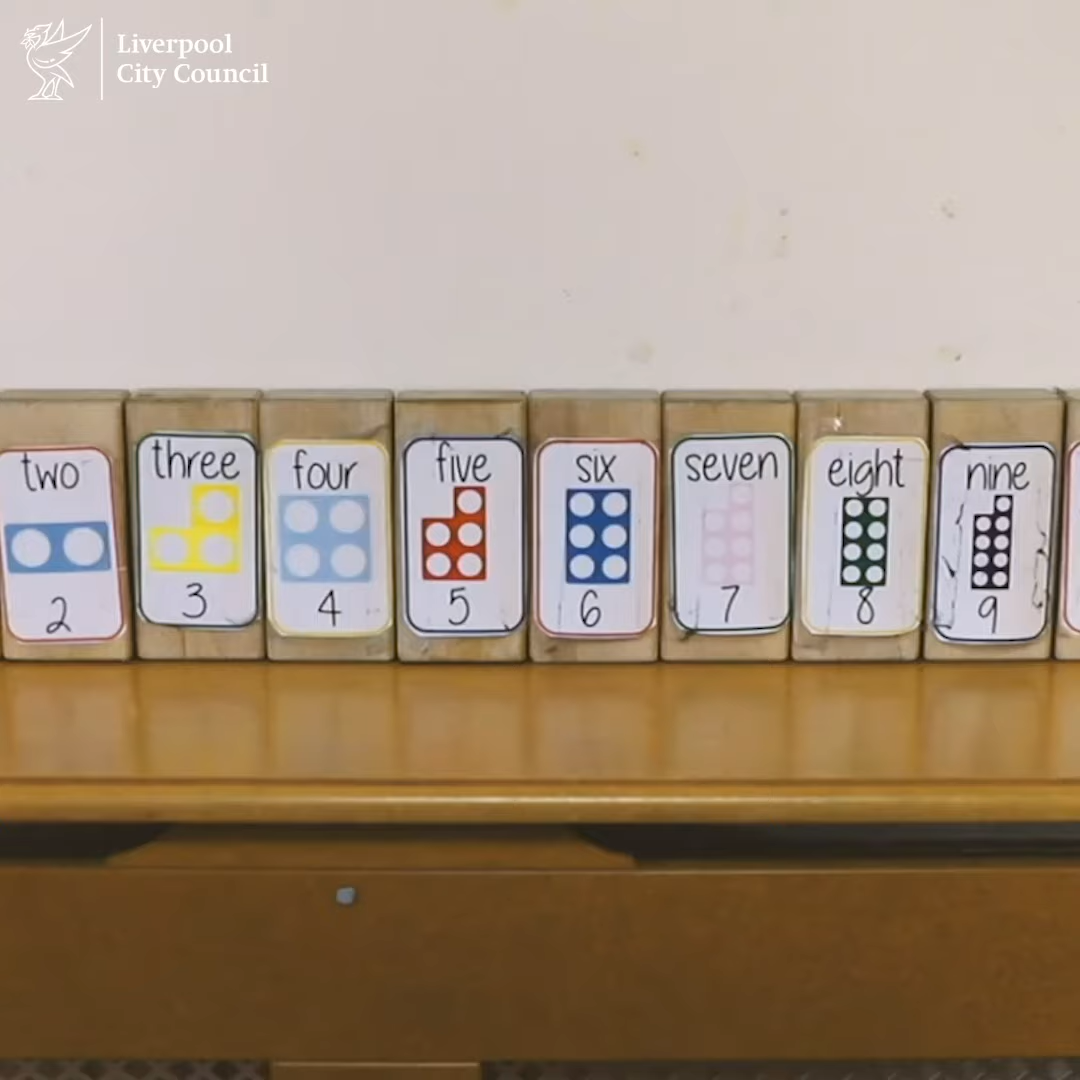 Liverpool
City Council
two
2
three
3
four
4
five
5
six
6
seven
7
eight
8
nine
9